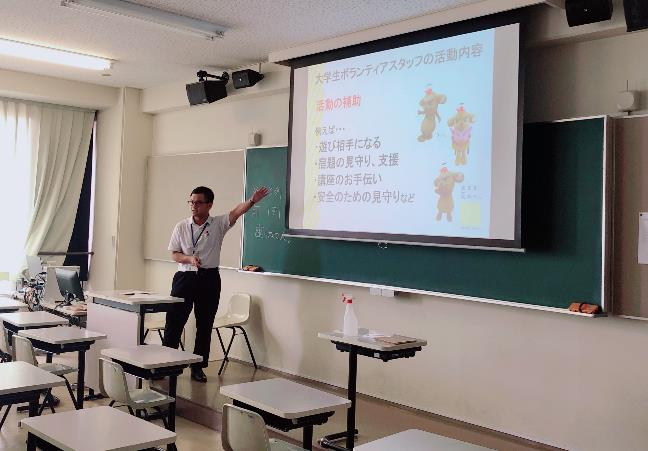 大学生ボランティアスタッフの活動内容
活動の補助
例えば…
・遊び相手になる
・宿題の見守り、支援
・講座のお手伝い
・安全のための見守りなど